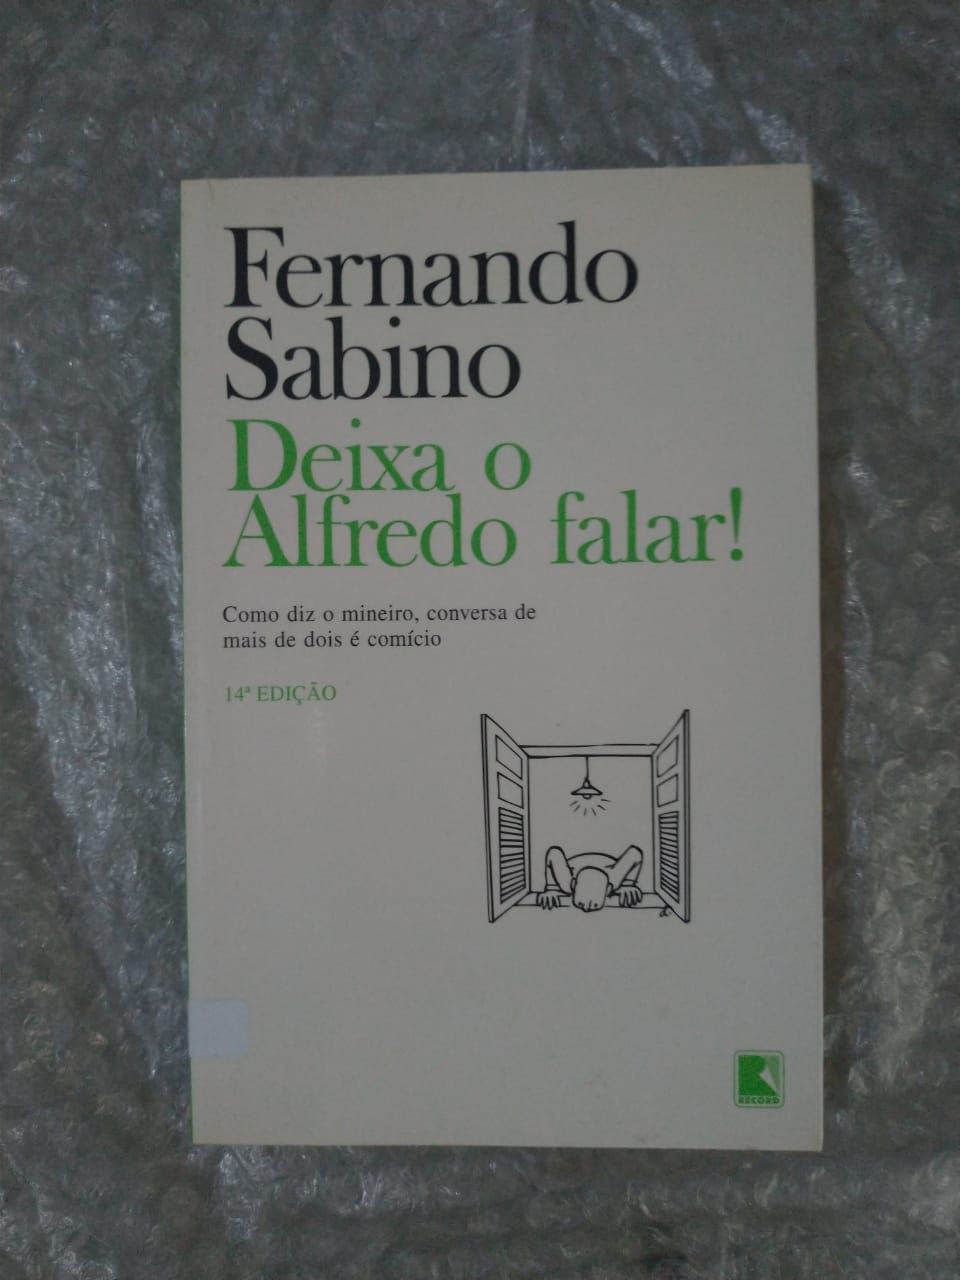 Fernando
Sabino
Deixa o
Alfredo falar!
Como diz o mineiro, conversa de
mais de dois é comício
14ª EDIÇÃO
RECORD